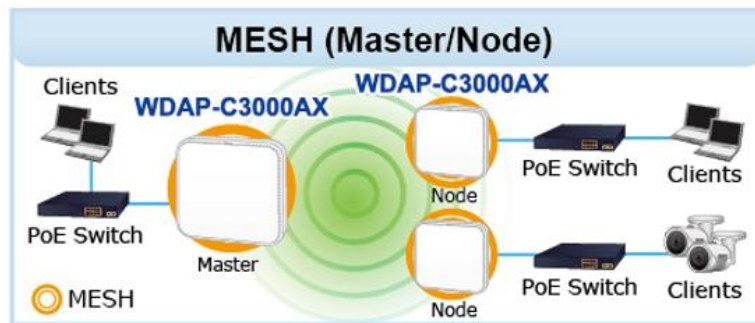 MESH (Master/Node)
Clients
WDAP-C3000AX
PoE Switch
Master
MESH
WDAP-C3000AX
Node
PoE Switch
Clients
Node
PoE Switch
Clients